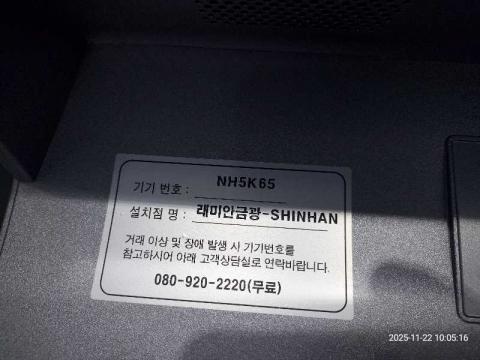 기기 번호 : NH5K65
설치점 명 : 래미안금광-SHINHAN
거래 이상 및 장애 발생 시 기기번호를
참고하시어 아래 고객상담실로 연락바랍니다.
080-920-2220(무료)
2025-11-22 10:05:16